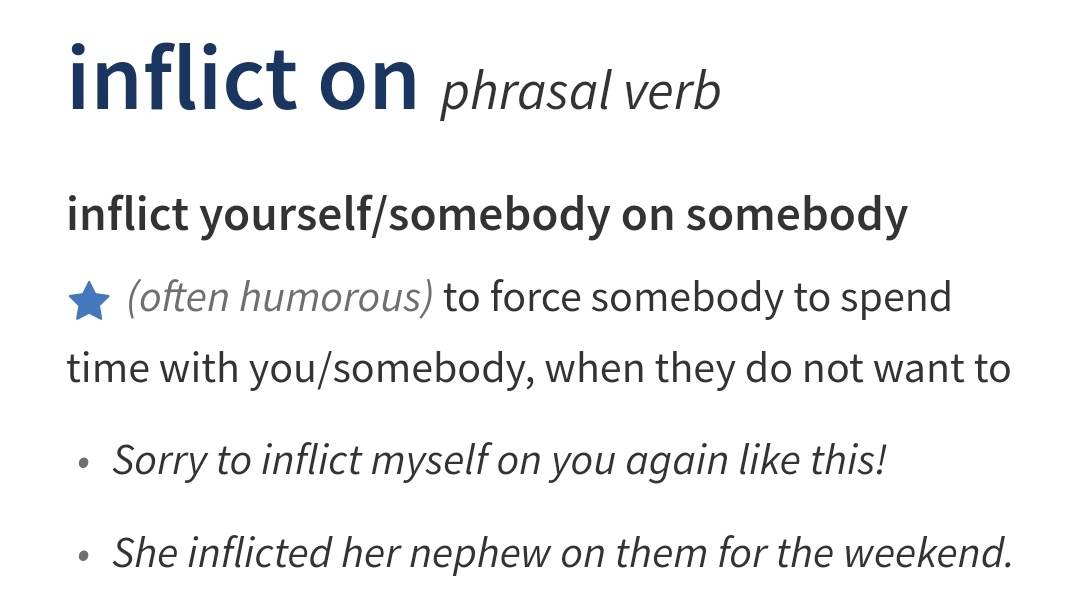 inflict on phrasal verb
inflict yourself/somebody on somebody
(often humorous) to force somebody to spend
time with you/somebody, when they do not want to
• Sorry to inflict myself on you again like this!
• She inflicted her nephew on them for the weekend.